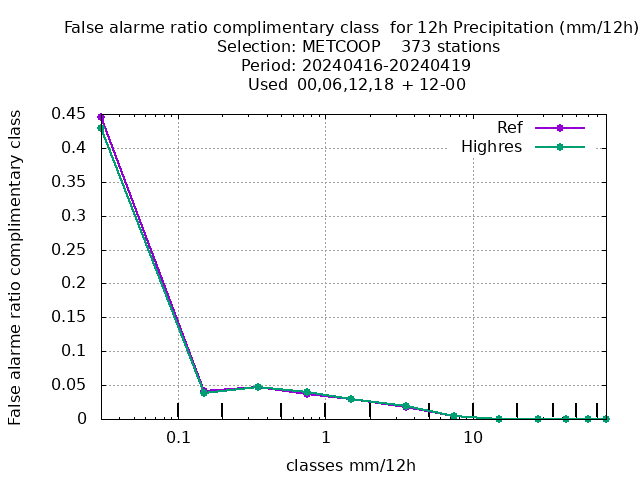 False alarme ratio complimentary class  for 12h Precipitation (mm/12h)
Selection: METCOOP    373 stations
Period: 20240416-20240419
Used  00,06,12,18 + 12-00
False alarme ratio complimentary class
0.45
0.4
0.35
0.3
0.25
0.2
0.15
0.1
0.05
0
Ref
Highres
0.1
1
10
classes mm/12h